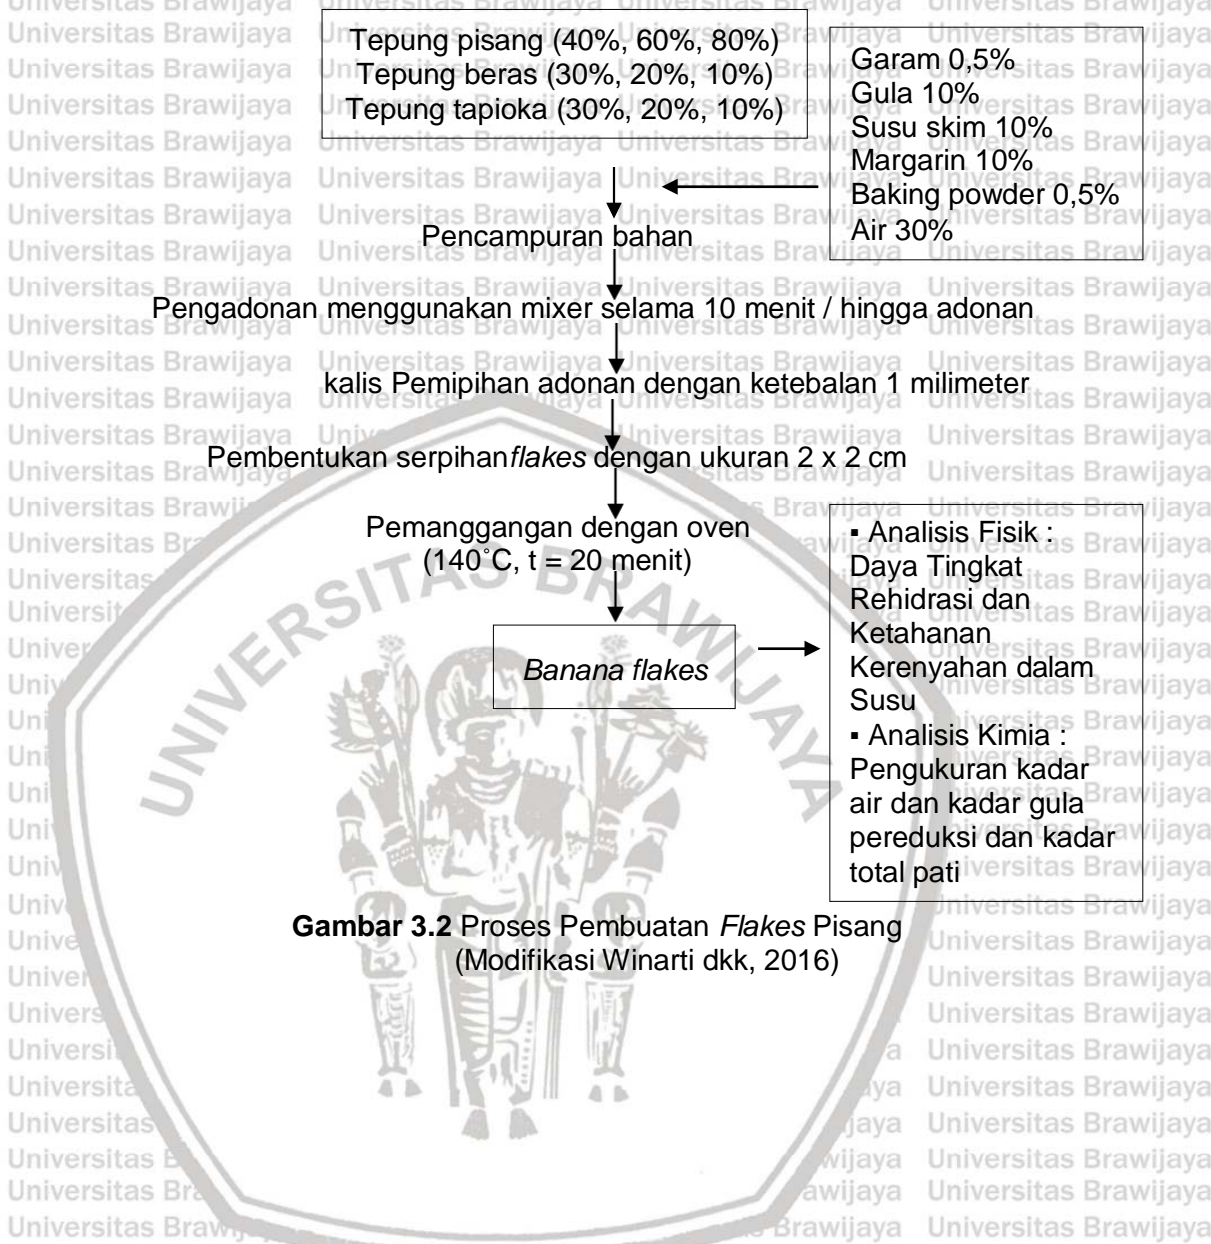 Tepung pisang (40%, 60%, 80%)
Tepung beras (30%, 20%, 10%)
Tepung tapioka (30%, 20%, 10%)
Garam 0,5%
Gula 10%
Susu skim 10%
Margarin 10%
Baking powder 0,5%
Air 30%
Pencampuran bahan
Pengadonan menggunakan mixer selama 10 menit / hingga adonan
kalis Pemipihan adonan dengan ketebalan 1 milimeter
Pembentukan serpihan flakes dengan ukuran 2 x 2 cm
Pemanggangan dengan oven
(140˚C, t = 20 menit)
Banana flakes
▪ Analisis Fisik :
Daya Tingkat
Rehidrasi dan
Ketahanan
Kerenyahan dalam
Susu
▪ Analisis Kimia :
Pengukuran kadar
air dan kadar gula
pereduksi dan kadar
total pati
Gambar 3.2 Proses Pembuatan Flakes Pisang
(Modifikasi Winarti dkk, 2016)
UNIVERSITAS BRAWIJAYA